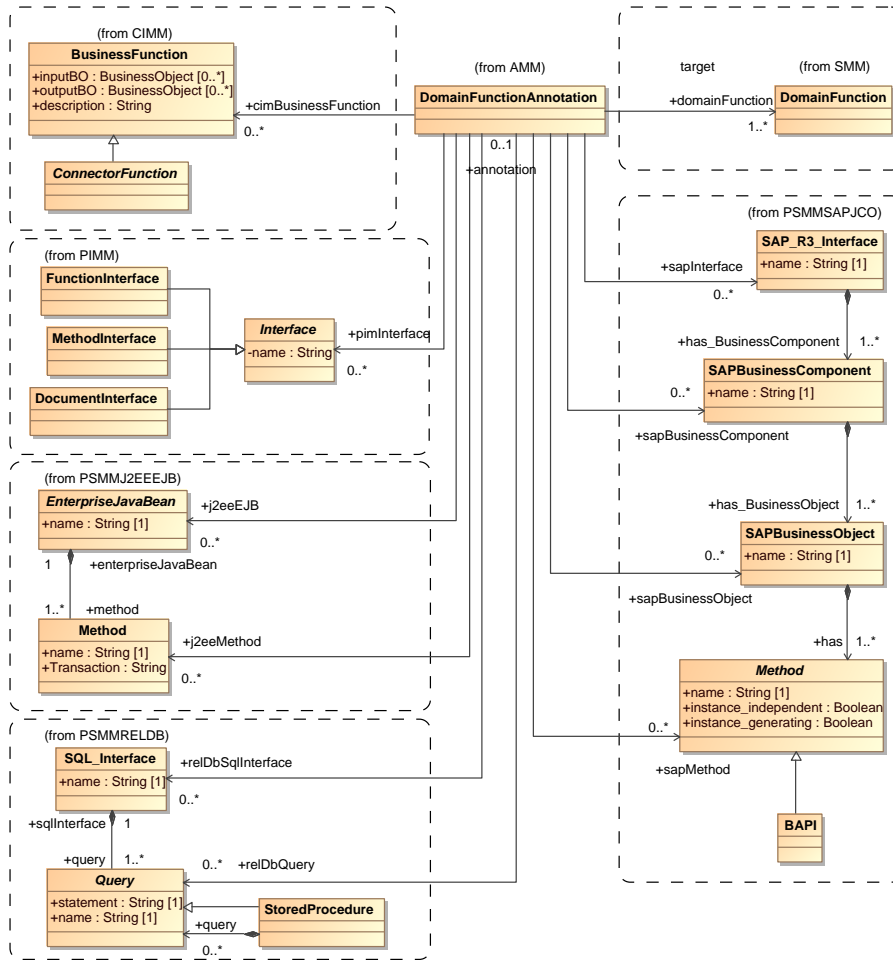 (from CIMM)
BusinessFunction
+inputBO : BusinessObject [0..*]
+outputBO : BusinessObject [0..*]
+description : String
ConnectorFunction
+cimBusinessFunction
0..*
(from AMM)
DomainFunctionAnnotation
0..1
+annotation
target
(from SMM)
+domainFunction
1..*
DomainFunction
(from PIMM)
FunctionInterface
MethodInterface
DocumentInterface
Interface
-name : String
+pimInterface
0..*
(from PSMMSAPJCO)
SAP_R3_Interface
+name : String [1]
+sapInterface
0..*
+has_BusinessComponent
1..*
SAPBusinessComponent
+name : String [1]
0..*
+sapBusinessComponent
+has_BusinessObject
1..*
SAPBusinessObject
+name : String [1]
0..*
+sapBusinessObject
+has
1..*
Method
+name : String [1]
+instance_independent : Boolean
+instance_generating : Boolean
0..*
+sapMethod
BAPI
(from PSMMJ2EEEJB)
EnterpriseJavaBean
+name : String [1]
+j2eeEJB
0..*
1
+enterpriseJavaBean
1..*
+method
Method
+name : String [1]
+Transaction : String
+j2eeMethod
0..*
(from PSMMRELDB)
SQL_Interface
+name : String [1]
+relDbSqlInterface
0..*
+sqlInterface
1
+query
1..*
0..*
+relDbQuery
Query
+statement : String [1]
+name : String [1]
+query
0..*
StoredProcedure